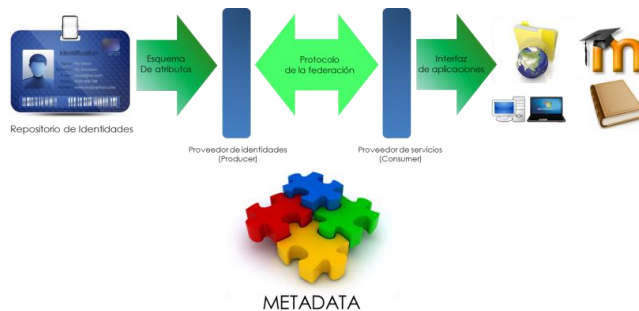 Identification
Esquema
De atributos
Protocolo
de la federación
Interfaz
de aplicaciones
m
Repositorio de Identidades
Proveedor de identidades
(Producer)
Proveedor de servicios
(Consumer)
METADATA